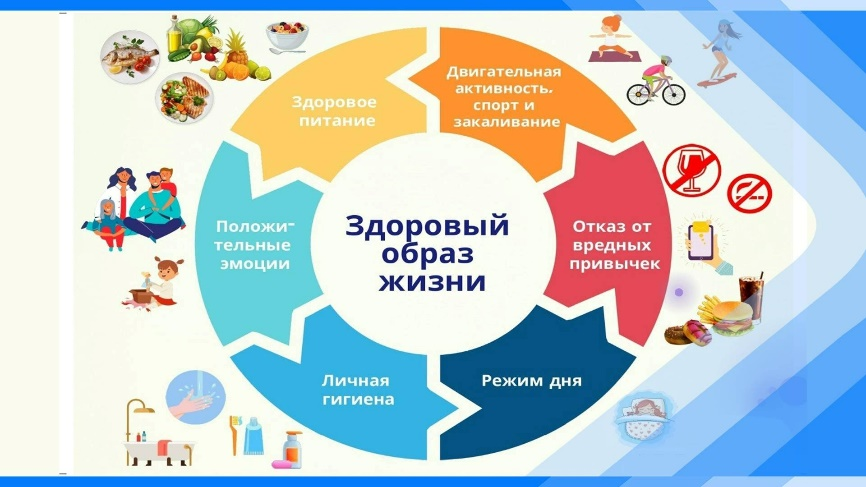 Здоровый
образ
жизни
Двигательная
активность,
спорт и
закаливание
Отказ от
вредных
привычек
Режим дня
Личная
гигиена
Положи-
тельные
эмоции
Здоровое
питание